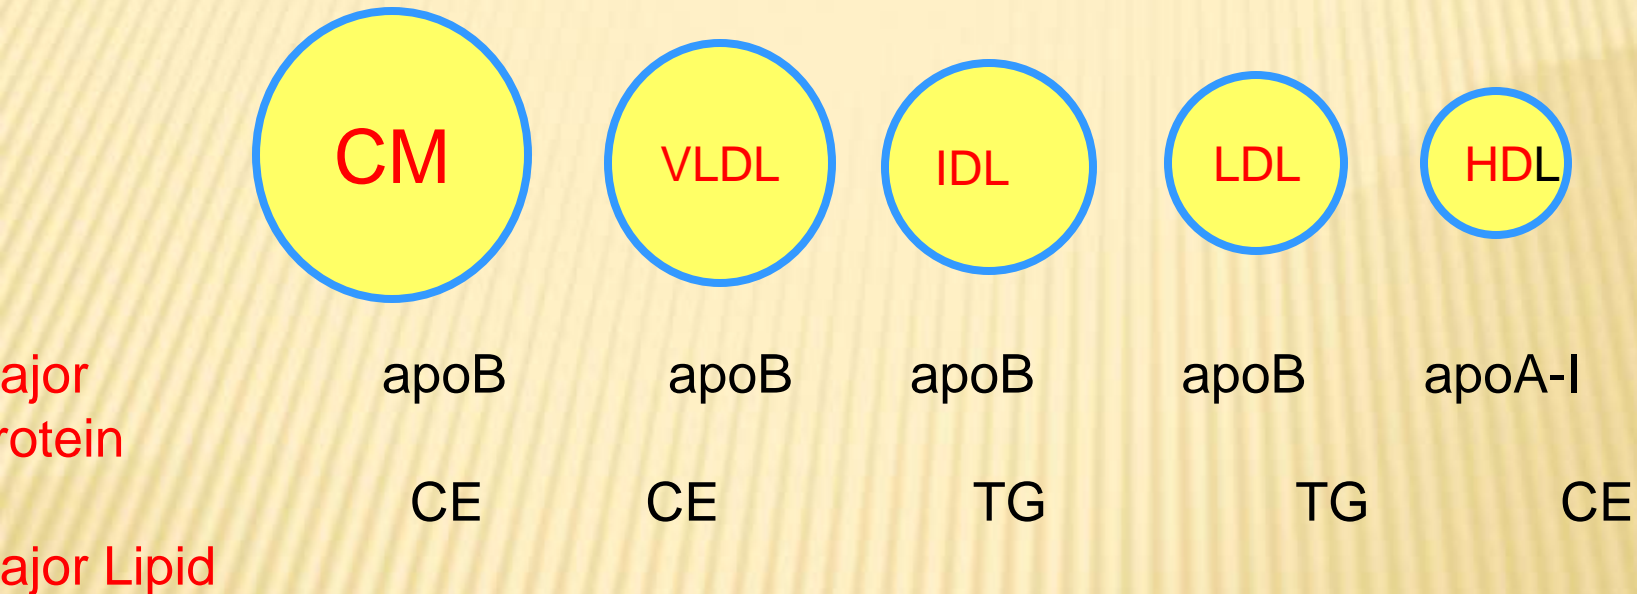 CM VLDL IDL LDL HDL
ajor apoB apoB apoB apoB apoA-I
rotein
CE CE TG TG CE
ajor Lipid